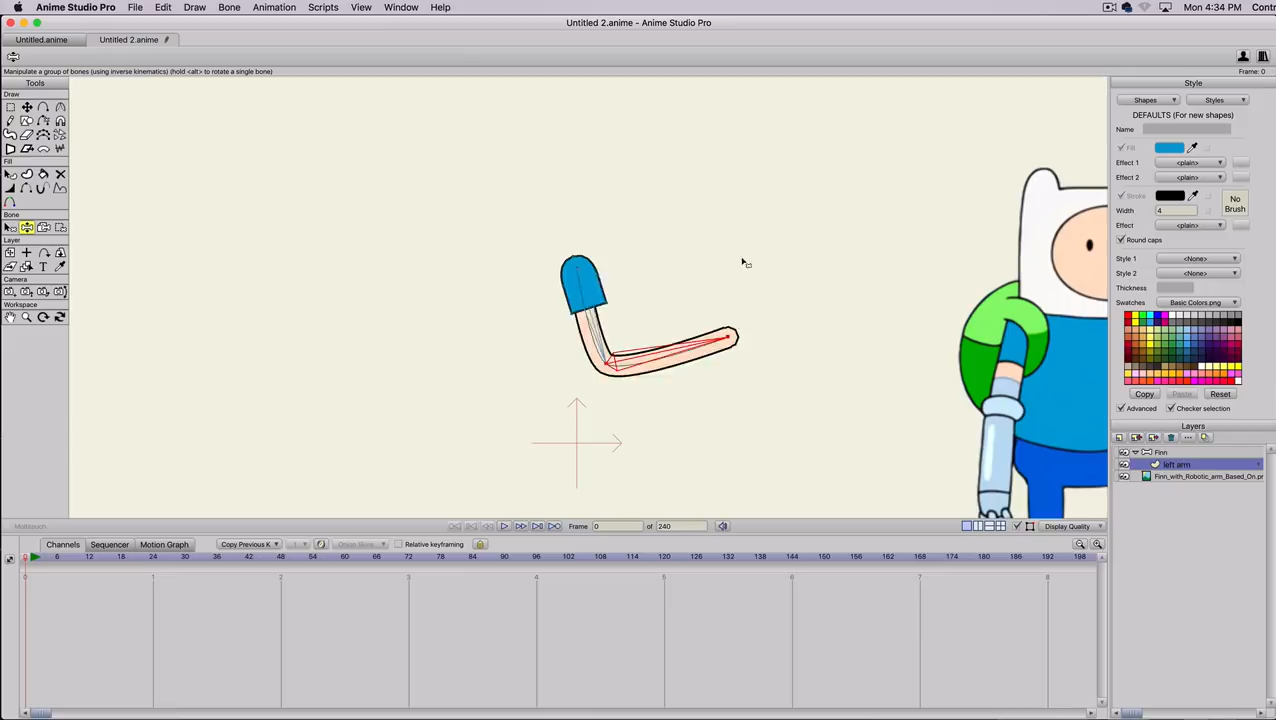 Anime Studio Pro File Edit Draw Bone Animation Scripts View Window Help Mon 4:34 PM Contr
Untitled 2.anime - Anime Studio Pro
Untitled.anime Untitled 2.anime
Manipulate a group of bones (using inverse kinematics) (hold <alt> to rotate a single bone) Frame: 0
Tools
Draw
Fill
Bone
Layer
Camera
Workspace
Style
Shapes Styles
DEFAULTS (For new shapes)
Name
Fill
Effect 1 <plain>
Effect 2 <plain>
Stroke
Width 4
No
Brush
Effect <plain>
Round caps
Style 1 <None>
Style 2 <None>
Thickness
Swatches Basic Colors.png
Copy Paste Reset
Advanced Checker selection
Layers
Finn
left arm
Finn_with_Robotic_arm_Based_On.pr
Multitouch Frame 0 of 240 Display Quality
Channels Sequencer Motion Graph Copy Previous K 1 Onion Skins Relative keyframing
0 6 12 18 24 30 36 42 48 54 60 66 72 78 84 90 96 102 108 114 120 126 132 138 144 150 156 162 168 174 180 186 192 198
0 1 2 3 4 5 6 7 8